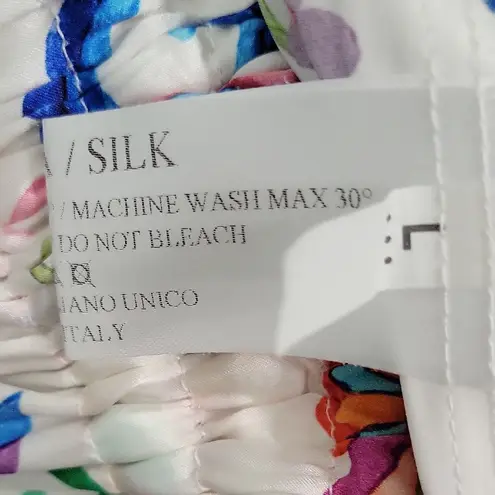 / SILK
/ MACHINE WASH MAX 30°
DO NOT BLEACH
IANO UNICO
ITALY
L